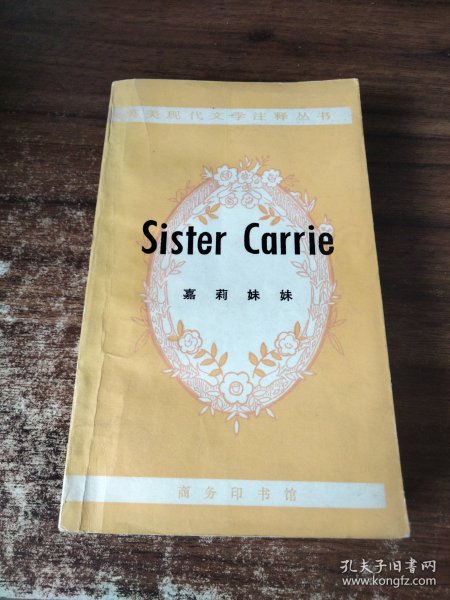 英美现代文学注释丛书
Sister Carrie
嘉莉妹妹
商务印书馆
孔夫子旧书网
www.kongfz.com